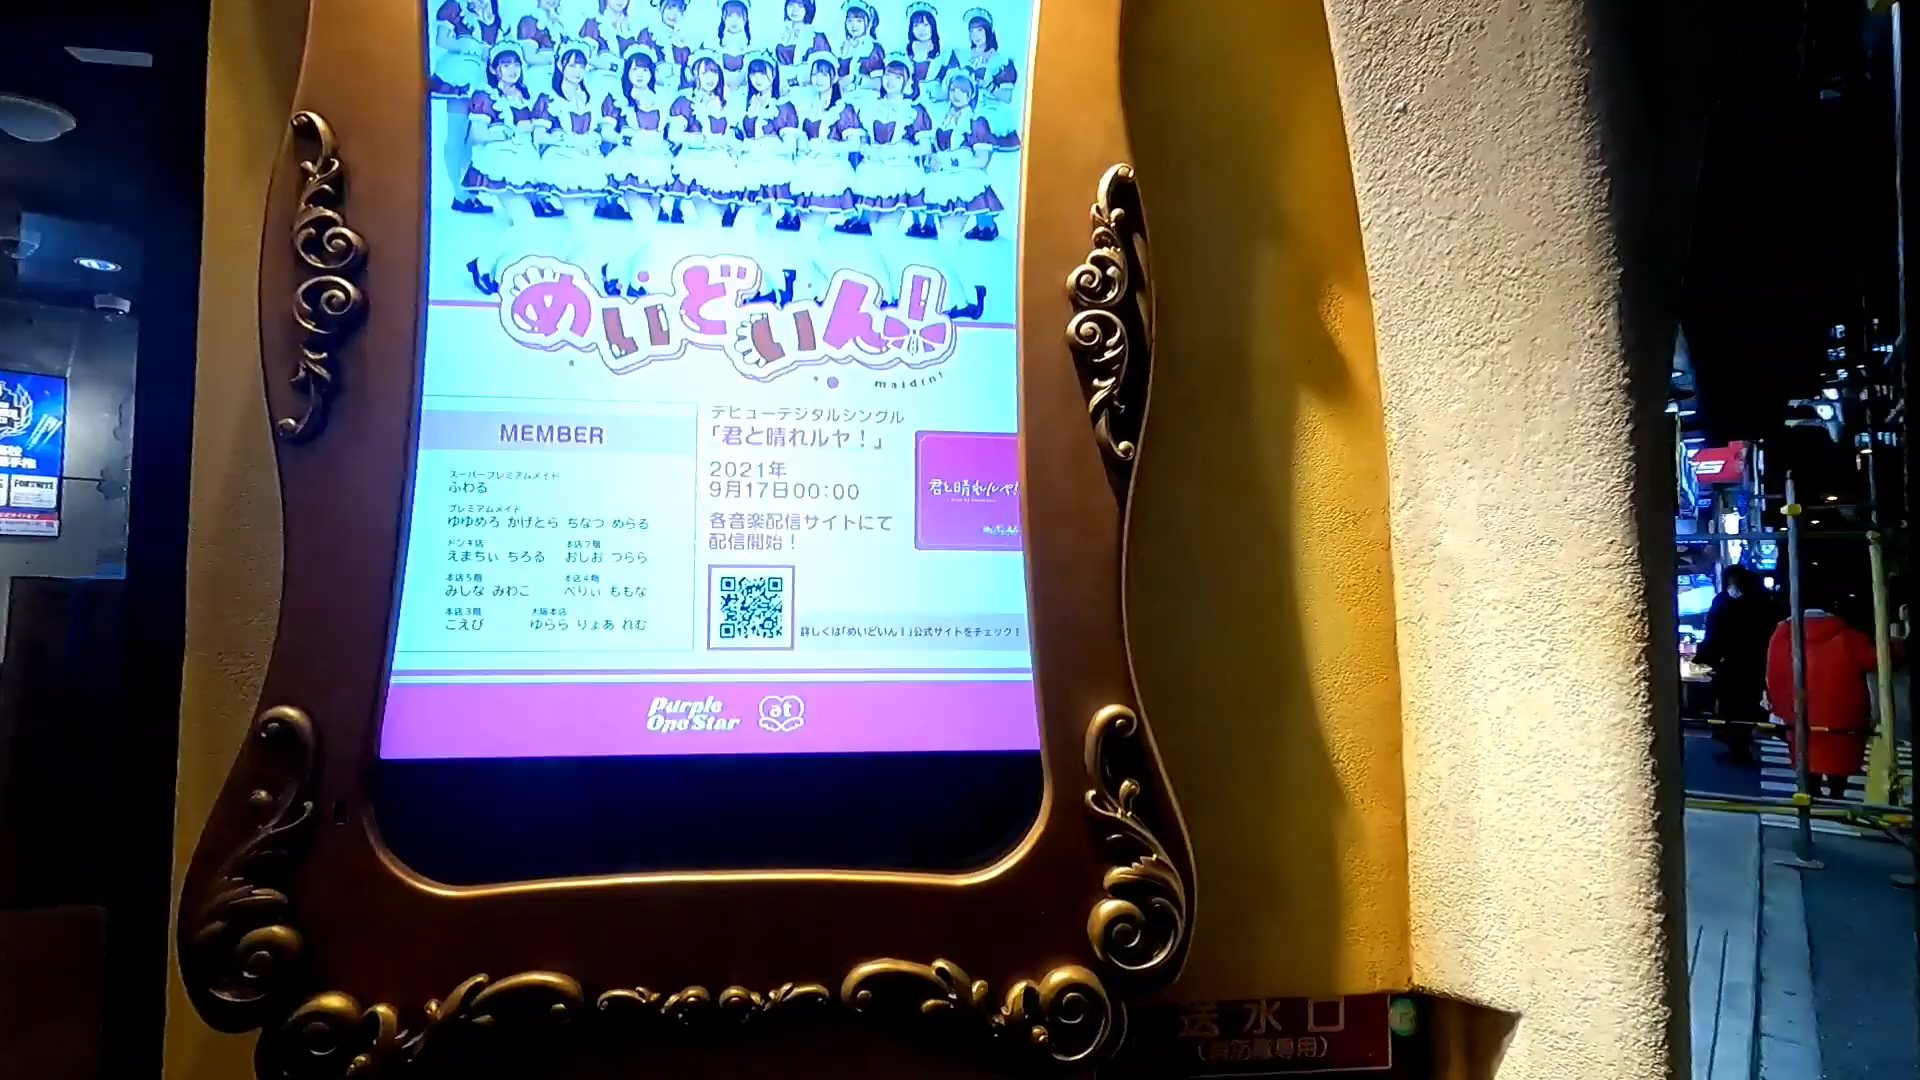 めいどいん!
maidin!
MEMBER
スーパープレミアムメイド
ふわる
プレミアムメイド
ゆゆめろ かげとら ちなつ めらる
ドンキ店
えまちぃ ちろる
本店7階
おしお つらら
本店5階
みしな みわこ
本店4階
べりぃ ももな
本店3階
こえび
大阪本店
ゆらら りょあ れむ
デビューデジタルシングル
「君と晴れルヤ！」
2021年
9月17日00:00
各音楽配信サイトにて
配信開始！
君と晴れルヤ!
詳しくは「めいどいん！」公式サイトをチェック！
Purple
One Star
at
FORTNITE
送水口
(消防隊専用)